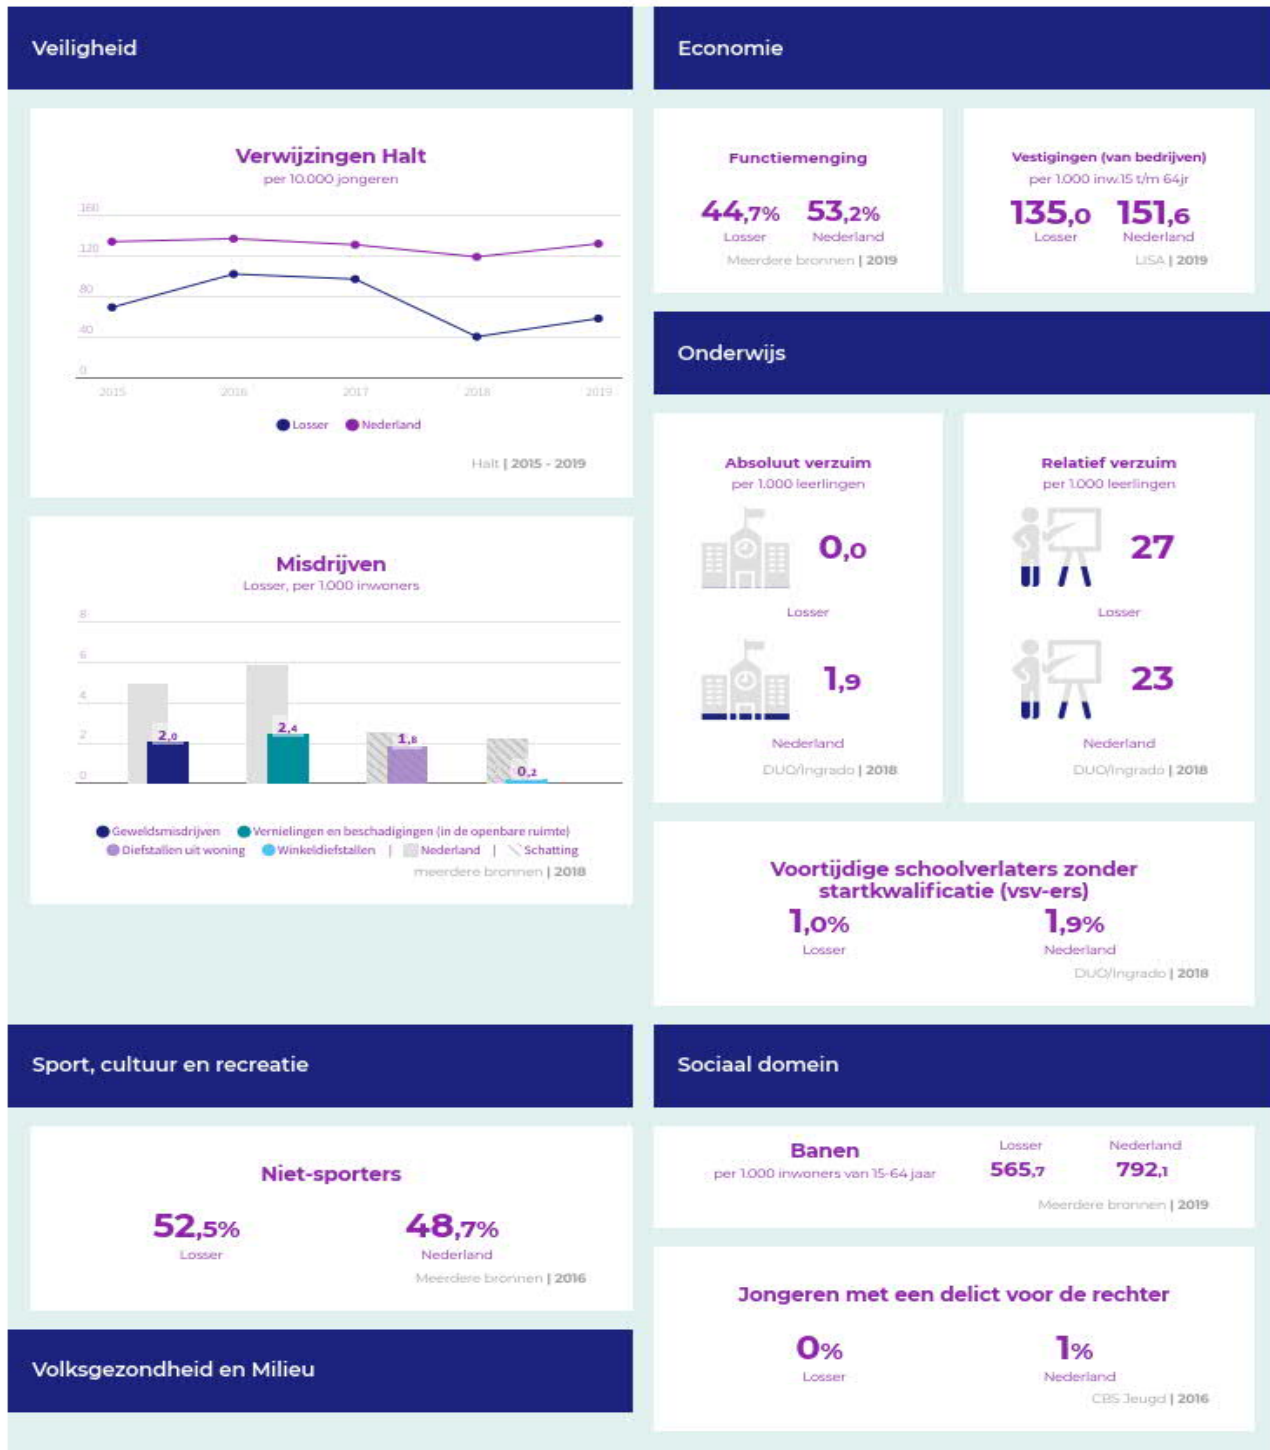 Veiligheid
Verwijzingen Halt
per 10.000 jongeren
160
120
80
40
0
2015 2016 2017 2018 2019
Losser Nederland
Halt | 2015 - 2019
Misdrijven
Losser, per 1.000 inwoners
8
6
4
2
0
2,0 2,4 1,8 0,2
Geweldsmisdrijven Vernielingen en beschadigingen (in de openbare ruimte)
Diefstallen uit woning Winkeldiefstallen | Nederland | Schatting
meerdere bronnen | 2018
Economie
Functiemenging
44,7% 53,2%
Losser Nederland
Meerdere bronnen | 2019
Vestigingen (van bedrijven)
per 1.000 inw.15 t/m 64jr
135,0 151,6
Losser Nederland
LISA | 2019
Onderwijs
Absoluut verzuim
per 1.000 leerlingen
0,0
Losser
1,9
Nederland
DUO/Ingrado | 2018
Relatief verzuim
per 1.000 leerlingen
27
Losser
23
Nederland
DUO/Ingrado | 2018
Voortijdige schoolverlaters zonder
startkwalificatie (vsv-ers)
1,0% 1,9%
Losser Nederland
DUO/Ingrado | 2018
Sport, cultuur en recreatie
Niet-sporters
52,5% 48,7%
Losser Nederland
Meerdere bronnen | 2016
Volksgezondheid en Milieu
Sociaal domein
Banen
per 1.000 inwoners van 15-64 jaar
Losser Nederland
565,7 792,1
Meerdere bronnen | 2019
Jongeren met een delict voor de rechter
0% 1%
Losser Nederland
CBS Jeugd | 2016